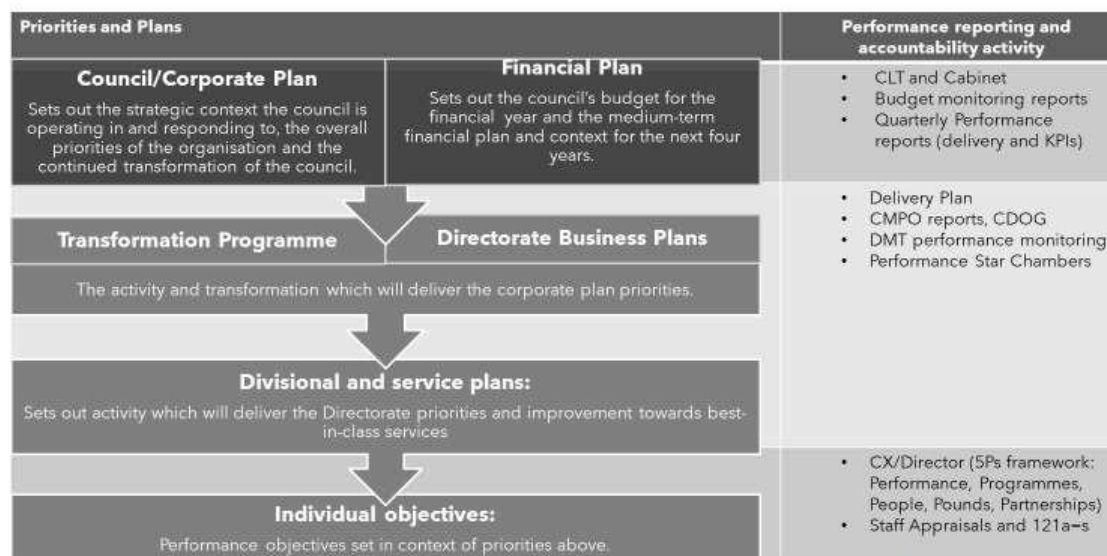 Priorities and Plans
Performance reporting and
accountability activity
Council/Corporate Plan
Sets out the strategic context the council is
operating in and responding to, the overall
priorities of the organisation and the
continued transformation of the council.
Financial Plan
Sets out the council's budget for the
financial year and the medium-term
financial plan and context for the next four
years.
• CLT and Cabinet
• Budget monitoring reports
• Quarterly Performance
reports (delivery and KPIs)
Transformation Programme
Directorate Business Plans
The activity and transformation which will deliver the corporate plan priorities.
• Delivery Plan
• CMPO reports, CDOG
• DMT performance monitoring
• Performance Star Chambers
Divisional and service plans:
Sets out activity which will deliver the Directorate priorities and improvement towards best-
in-class services
Individual objectives:
Performance objectives set in context of priorities above.
• CX/Director (5Ps framework:
Performance, Programmes,
People, Pounds, Partnerships)
• Staff Appraisals and 121a–s